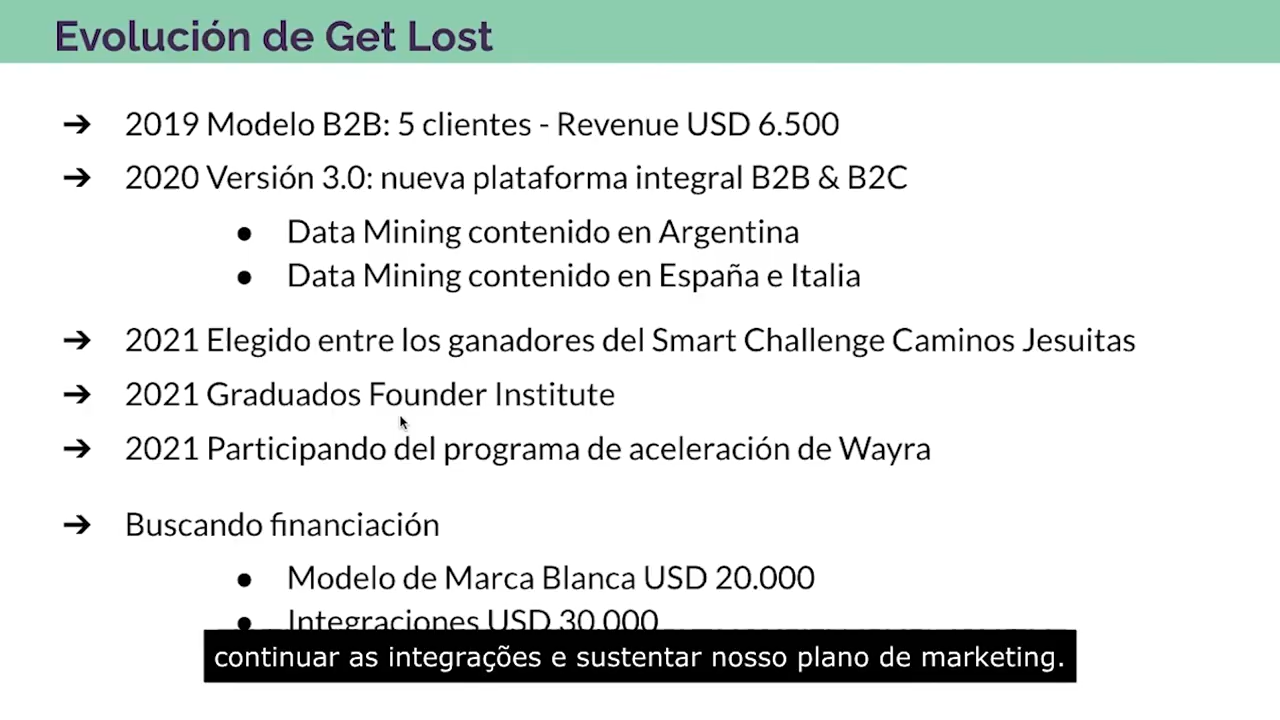 Evolución de Get Lost
➔ 2019 Modelo B2B: 5 clientes - Revenue USD 6.500
➔ 2020 Versión 3.0: nueva plataforma integral B2B & B2C
● Data Mining contenido en Argentina
● Data Mining contenido en España e Italia
➔ 2021 Elegido entre los ganadores del Smart Challenge Caminos Jesuitas
➔ 2021 Graduados Founder Institute
➔ 2021 Participando del programa de aceleración de Wayra
➔ Buscando financiación
● Modelo de Marca Blanca USD 20.000
● Integraciones USD 30.000
continuar as integrações e sustentar nosso plano de marketing.